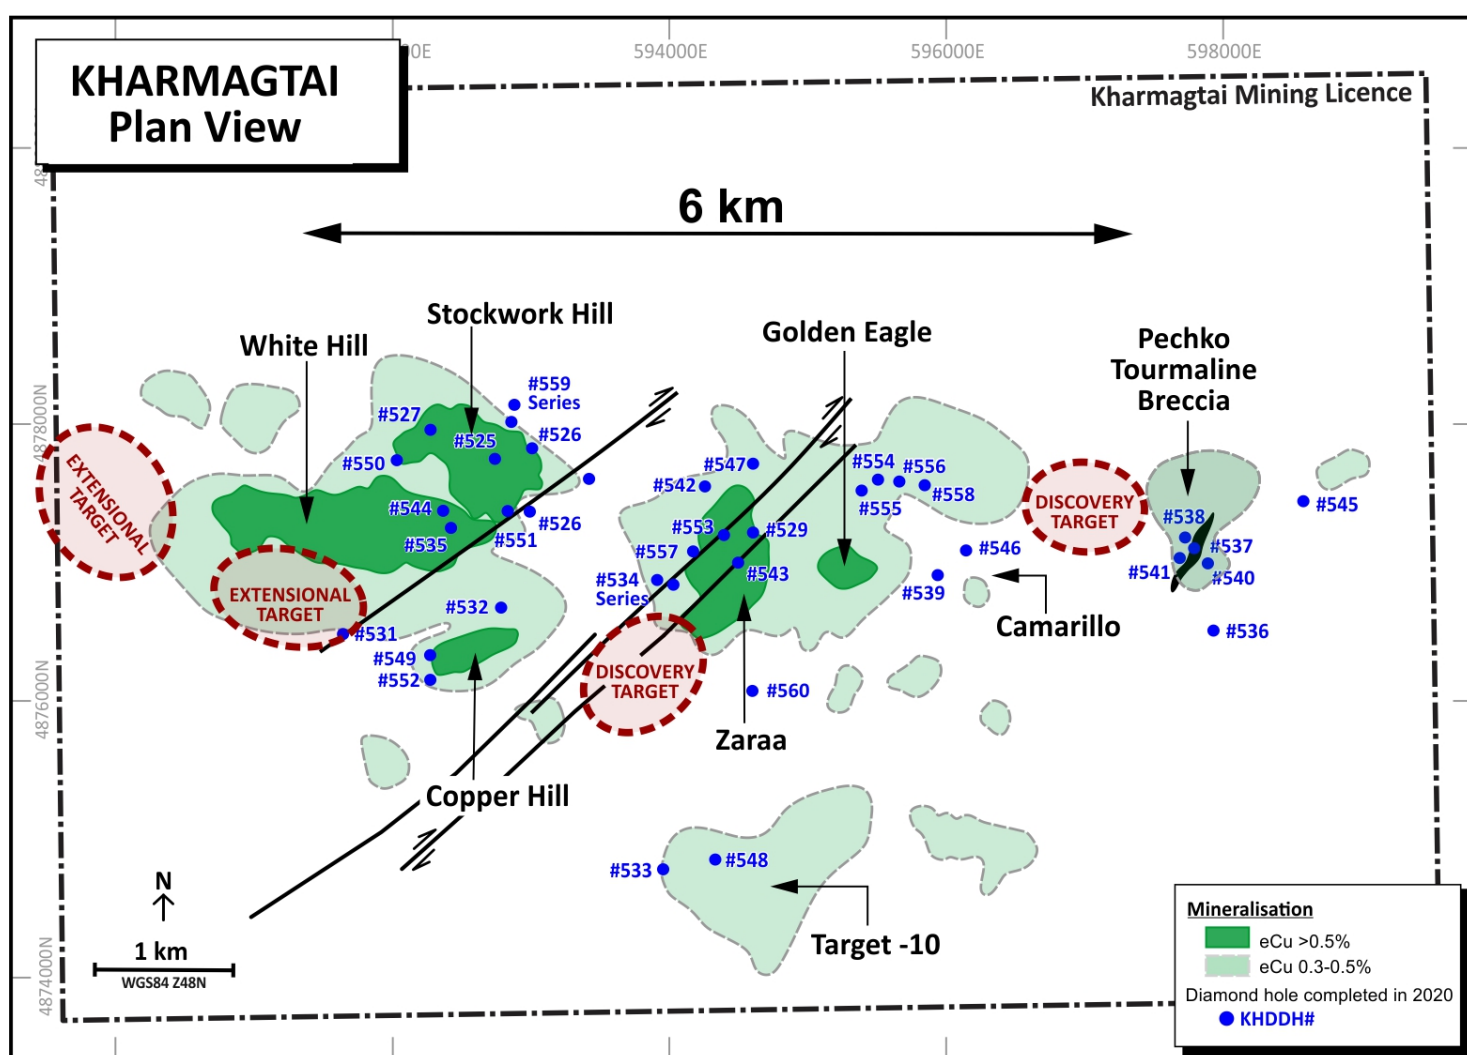 KHARMAGTAI
Plan View
00E
594000E
596000E
598000E
Kharmagtai Mining Licence
6 km
Stockwork Hill
White Hill
Golden Eagle
Pechko
Tourmaline
Breccia
4878000N
4876000N
4874000N
#559
Series
#527
#525
#526
#550
#544
#535
#551
#526
#547
#542
#553
#529
#557
#534
Series
#543
#554
#556
#555
#558
#546
#539
#538
#537
#541
#540
#545
#536
EXTENSIONAL
TARGET
EXTENSIONAL
TARGET
DISCOVERY
TARGET
DISCOVERY
TARGET
#532
#531
#549
#552
#560
Camarillo
Zaraa
Copper Hill
#533
#548
Target -10
N
1 km
WGS84 Z48N
Mineralisation
eCu >0.5%
eCu 0.3-0.5%
Diamond hole completed in 2020
KHDDH#